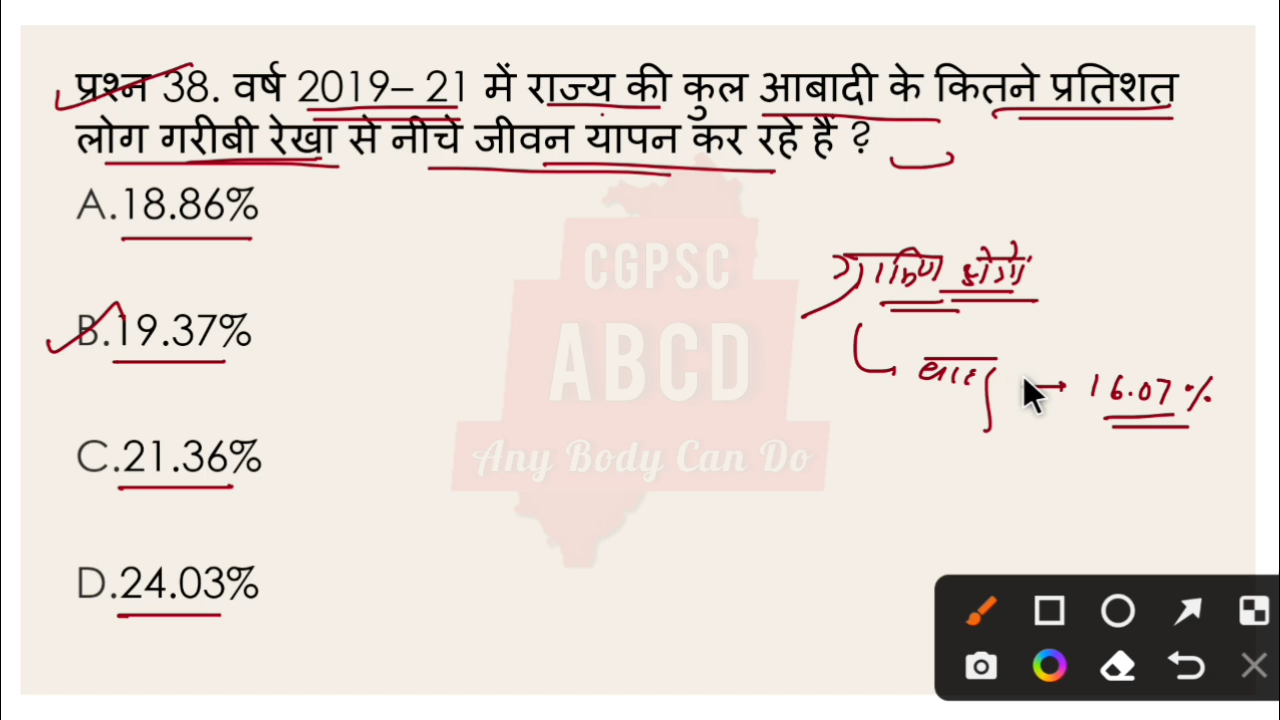 प्रश्न 38. वर्ष 2019– 21 में राज्य की कुल आबादी के कितने प्रतिशत
लोग गरीबी रेखा से नीचे जीवन यापन कर रहे हैं ?
A.18.86%
B.19.37%
C.21.36%
D.24.03%
CGPSC
ABCD
Any Body Can Do
16.07%